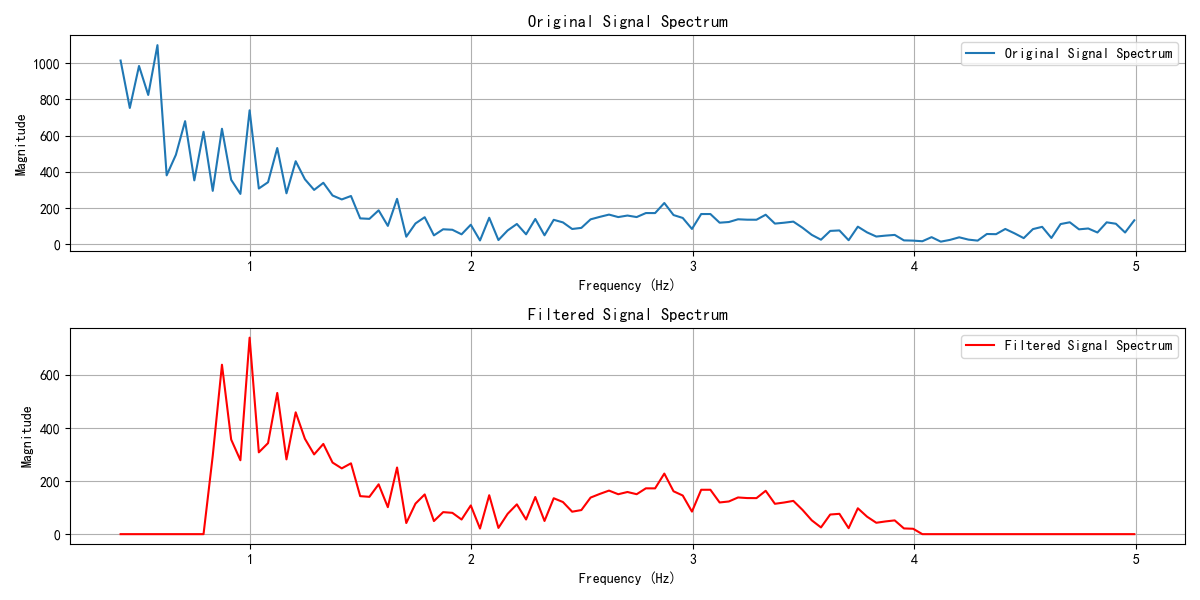 Original Signal Spectrum
Original Signal Spectrum
Magnitude
1000
800
600
400
200
0
1 2 3 4 5
Frequency (Hz)
Filtered Signal Spectrum
Filtered Signal Spectrum
Magnitude
600
400
200
0
1 2 3 4 5
Frequency (Hz)